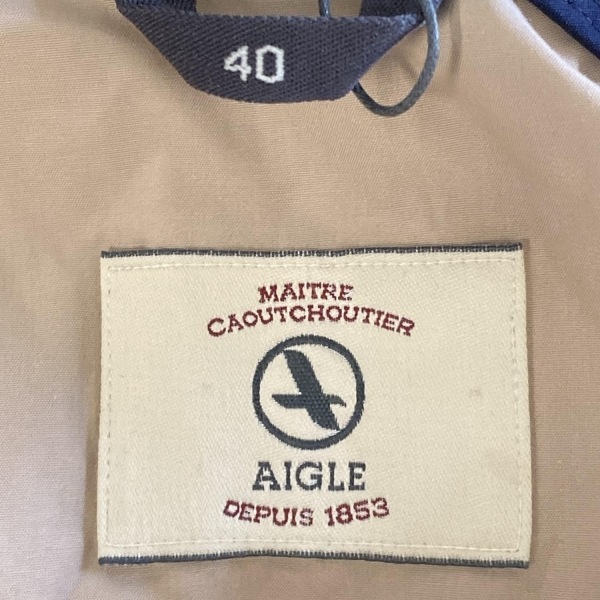 40
MAITRE
CAOUTCHOUTIER
AIGLE
DEPUIS 1853